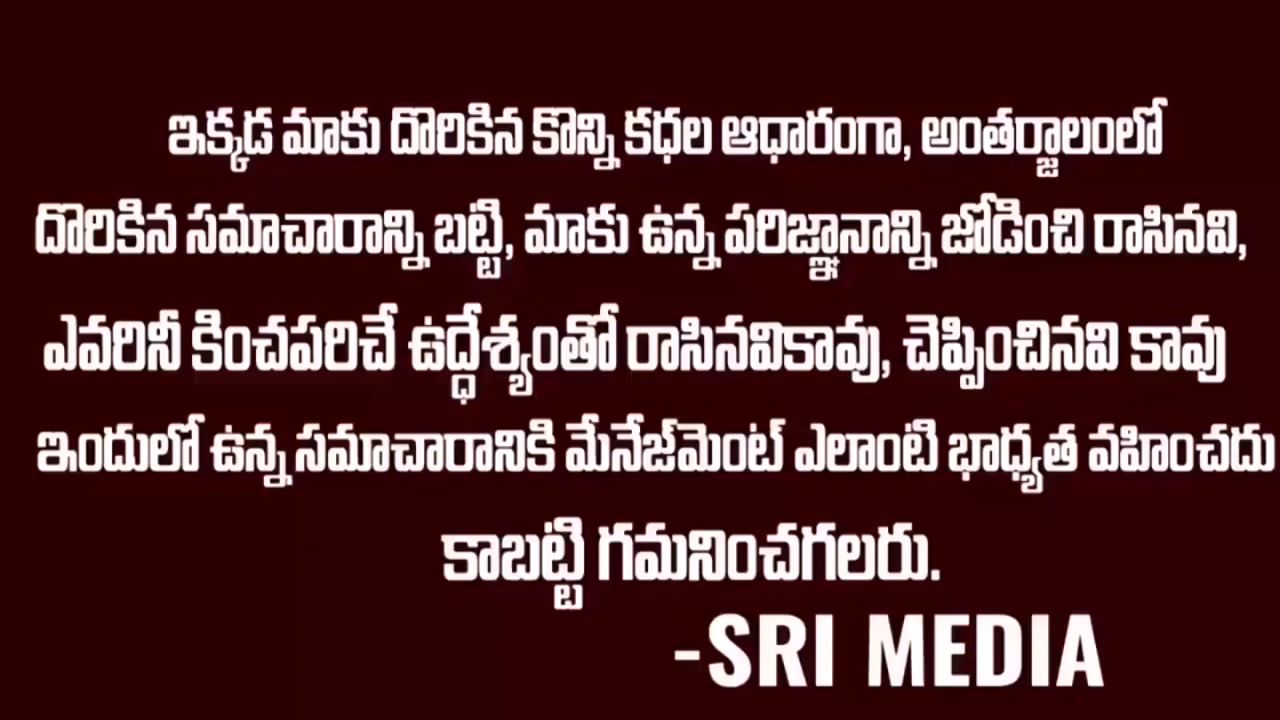 ఇక్కడ మాకు దొరికిన కొన్ని కధల ఆధారంగా, అంతర్జాలంలో
దొరికిన సమాచారాన్ని బట్టి, మాకు ఉన్న పరిజ్ఞానాన్ని జోడించి రాసినవి,
ఎవరినీ కించపరిచే ఉద్ధేశ్యంతో రాసినవికావు, చెప్పించినవి కావు
ఇందులో ఉన్న సమాచారానికి మేనేజ్‌మెంట్ ఎలాంటి భాధ్యత వహించదు
కాబట్టి గమనించగలరు.
-SRI MEDIA